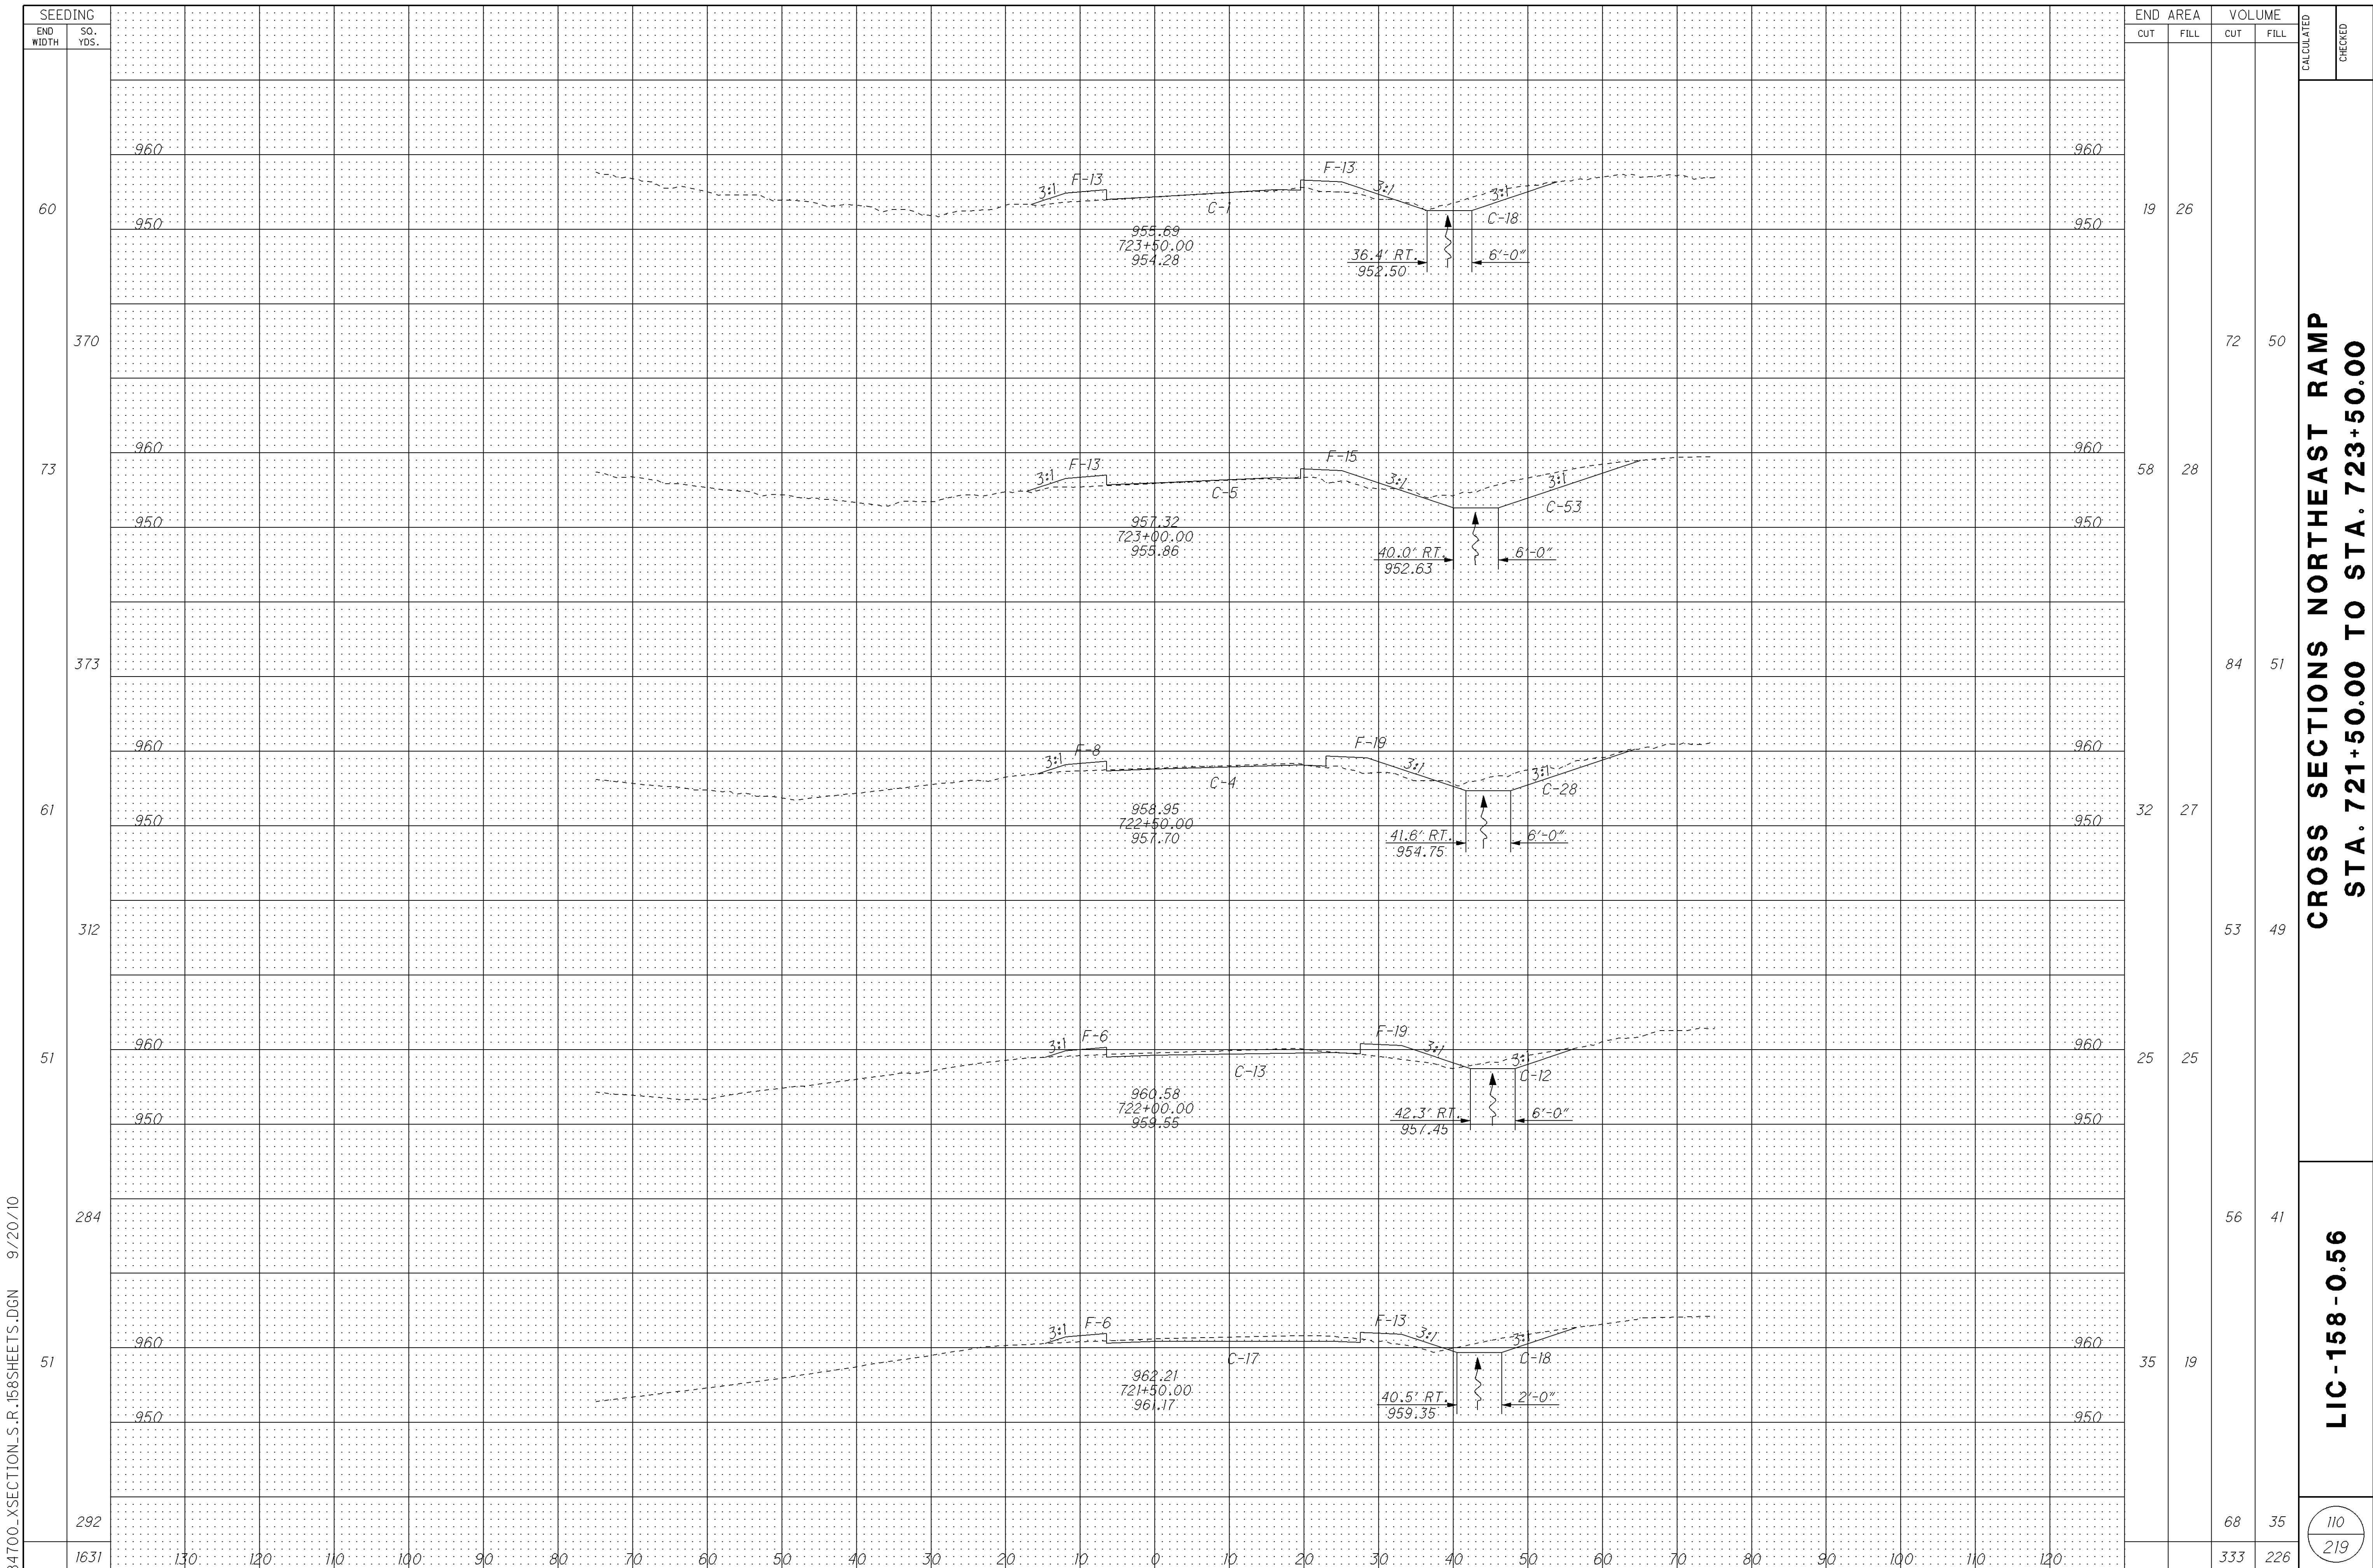 SEEDING
END WIDTH
SQ. YDS.
END AREA
VOLUME
CUT
FILL
CUT
FILL
CALCULATED
CHECKED
960
960
3:1
F-13
F-13
3:1
3:1
C-1
C-18
60
19
26
950
950
955.69
723+50.00
954.28
36.4' RT.
952.50
6'-0"
370
72
50
960
960
3:1
F-13
F-15
3:1
3:1
C-5
C-53
73
58
28
950
950
957.32
723+00.00
955.86
40.0' RT.
952.63
6'-0"
373
84
51
960
960
3:1
F-8
F-19
3:1
3:1
C-4
C-28
61
32
27
950
950
958.95
722+50.00
957.70
41.6' RT.
954.75
6'-0"
312
53
49
960
960
3:1
F-6
F-19
3:1
3:1
C-13
C-12
51
25
25
950
950
960.58
722+00.00
959.55
42.3' RT.
957.45
6'-0"
284
56
41
960
960
3:1
F-6
F-13
3:1
3:1
C-17
C-18
51
35
19
950
950
962.21
721+50.00
961.17
40.5' RT.
959.35
2'-0"
292
68
35
1631
130 120 110 100 90 80 70 60 50 40 30 20 10 0 10 20 30 40 50 60 70 80 90 100 110 120
333
226
CROSS SECTIONS NORTHEAST RAMP
STA. 721+50.00 TO STA. 723+50.00
LIC-158-0.56
110
219
84700_XSECTION_S.R.158SHEETS.DGN 9/20/10